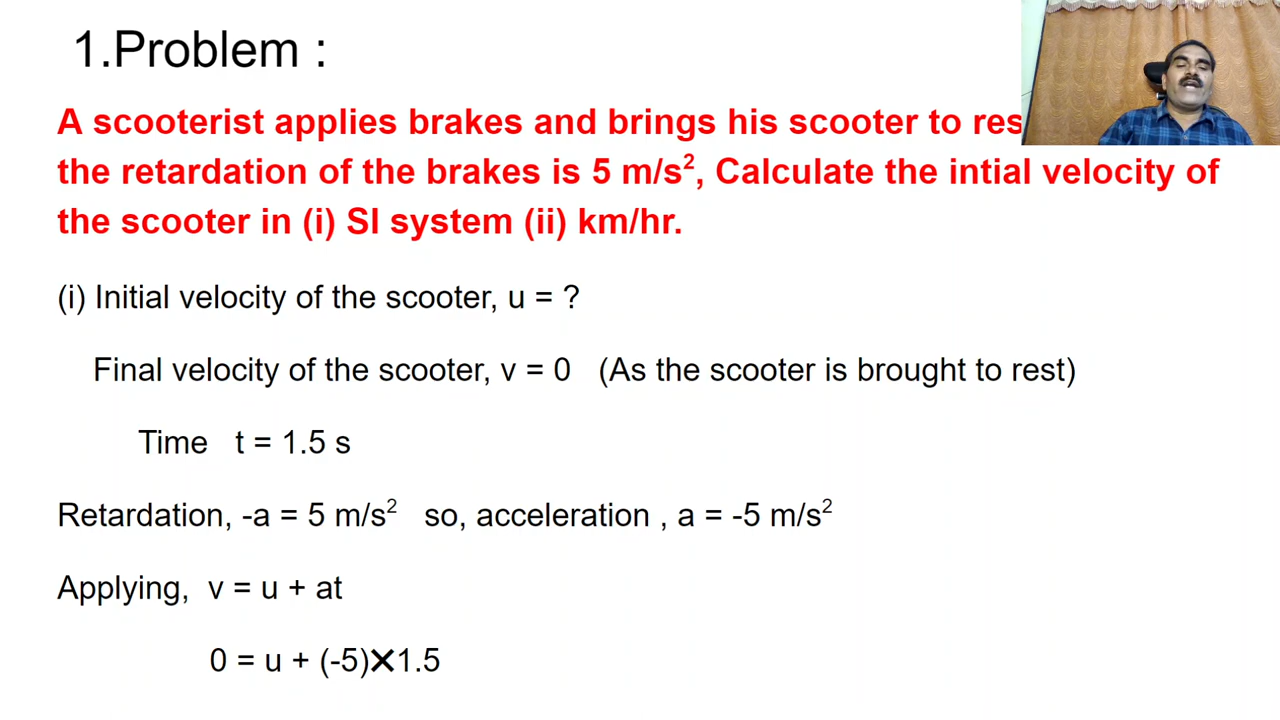 1.Problem :
A scooterist applies brakes and brings his scooter to res
the retardation of the brakes is 5 m/s², Calculate the intial velocity of
the scooter in (i) SI system (ii) km/hr.
(i) Initial velocity of the scooter, u = ?
Final velocity of the scooter, v = 0 (As the scooter is brought to rest)
Time t = 1.5 s
Retardation, -a = 5 m/s² so, acceleration , a = -5 m/s²
Applying, v = u + at
0 = u + (-5)×1.5